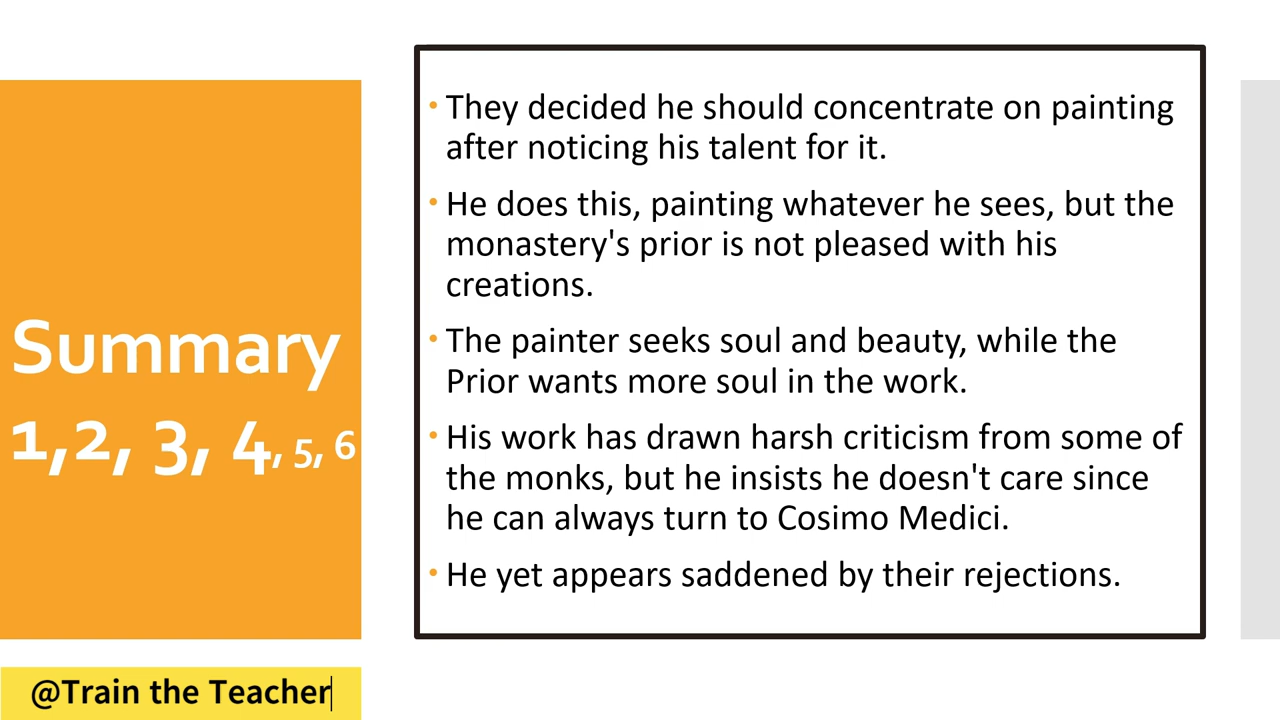 Summary
1,2, 3, 4, 5, 6
• They decided he should concentrate on painting
after noticing his talent for it.
• He does this, painting whatever he sees, but the
monastery's prior is not pleased with his
creations.
• The painter seeks soul and beauty, while the
Prior wants more soul in the work.
• His work has drawn harsh criticism from some of
the monks, but he insists he doesn't care since
he can always turn to Cosimo Medici.
• He yet appears saddened by their rejections.
@Train the Teacher